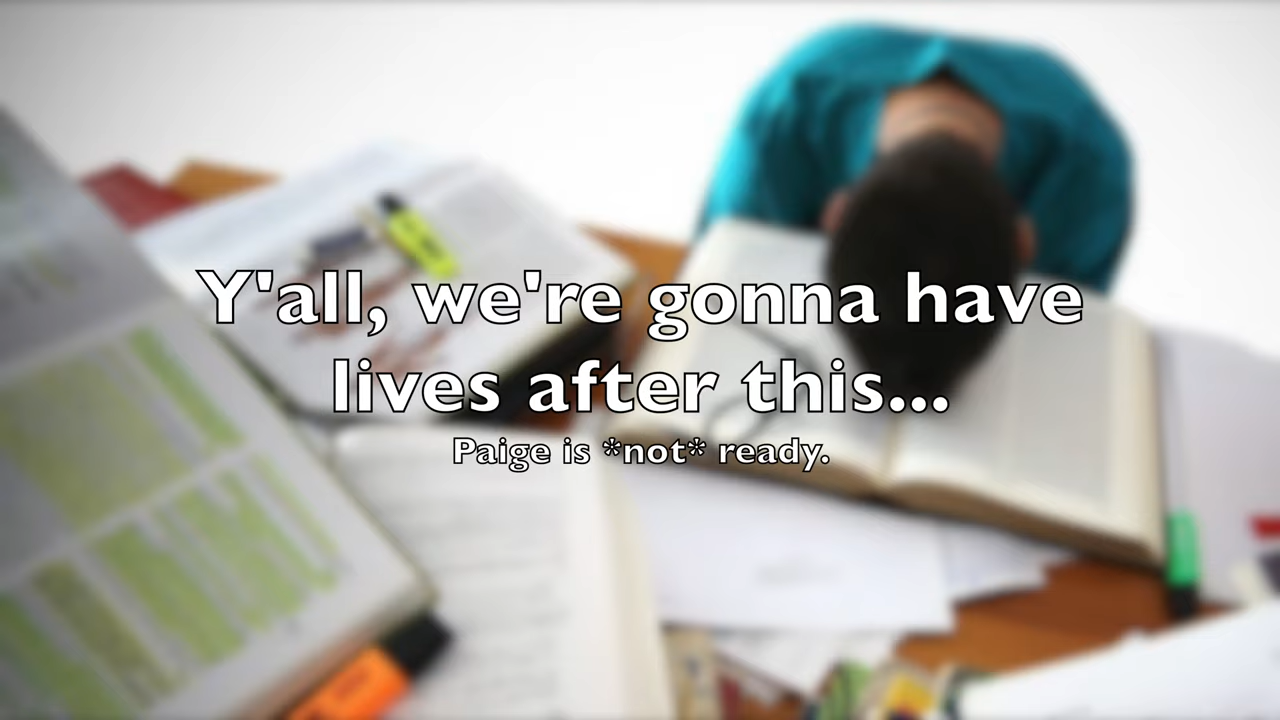 Y'all, we're gonna have
lives after this...
Paige is *not* ready.